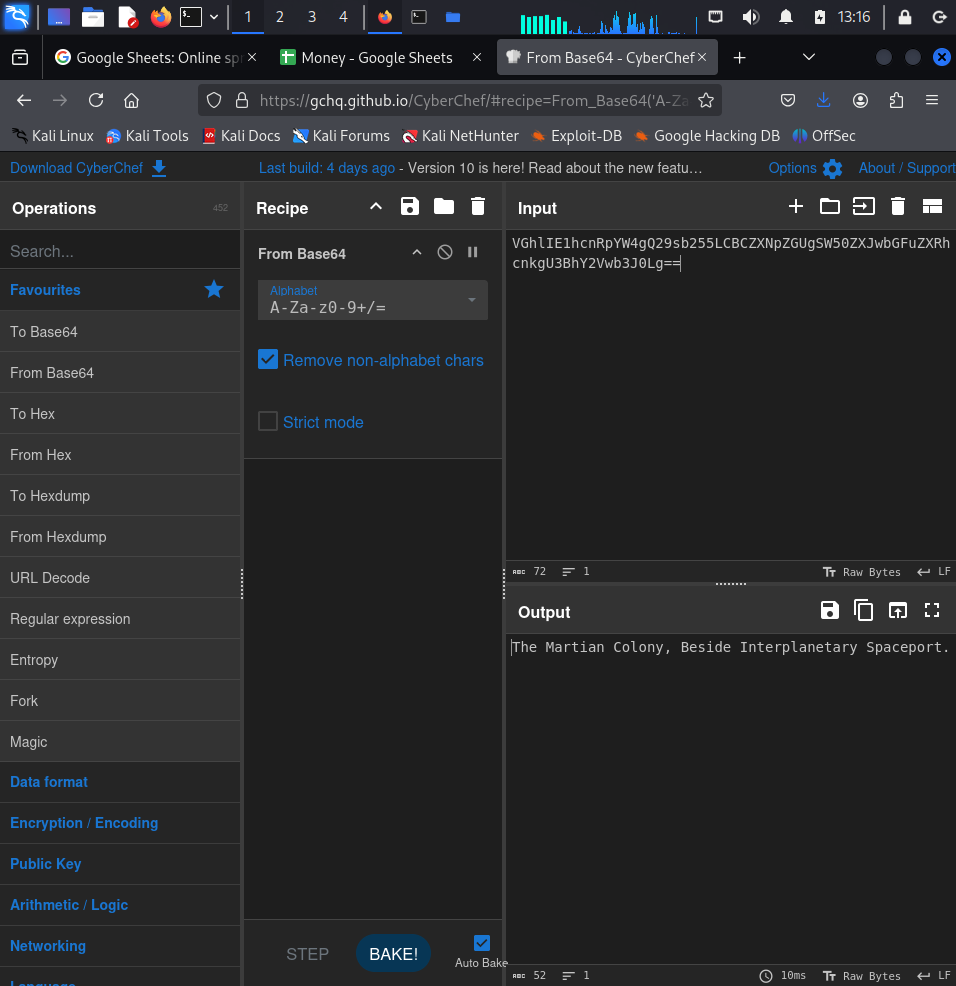 1 2 3 4 13:16
Google Sheets: Online spr Money - Google Sheets From Base64 - CyberChef
https://gchq.github.io/CyberChef/#recipe=From_Base64('A-Za
Kali Linux Kali Tools Kali Docs Kali Forums Kali NetHunter Exploit-DB Google Hacking DB OffSec
Download CyberChef Last build: 4 days ago - Version 10 is here! Read about the new featu… Options About / Support
Operations 452
Search...
Favourites
To Base64
From Base64
To Hex
From Hex
To Hexdump
From Hexdump
URL Decode
Regular expression
Entropy
Fork
Magic
Data format
Encryption / Encoding
Public Key
Arithmetic / Logic
Networking
Language
Recipe
From Base64
Alphabet
A-Za-z0-9+/=
Remove non-alphabet chars
Strict mode
STEP BAKE! Auto Bake
Input
VGhlIE1hcnRpYW4gQ29sb255LCBCZXNpZGUgSW50ZXJwbGFuZXRh
cnkgU3BhY2Vwb3J0Lg==
ABC 72 1 Tt Raw Bytes LF
Output
The Martian Colony, Beside Interplanetary Spaceport.
ABC 52 1 10ms Tt Raw Bytes LF